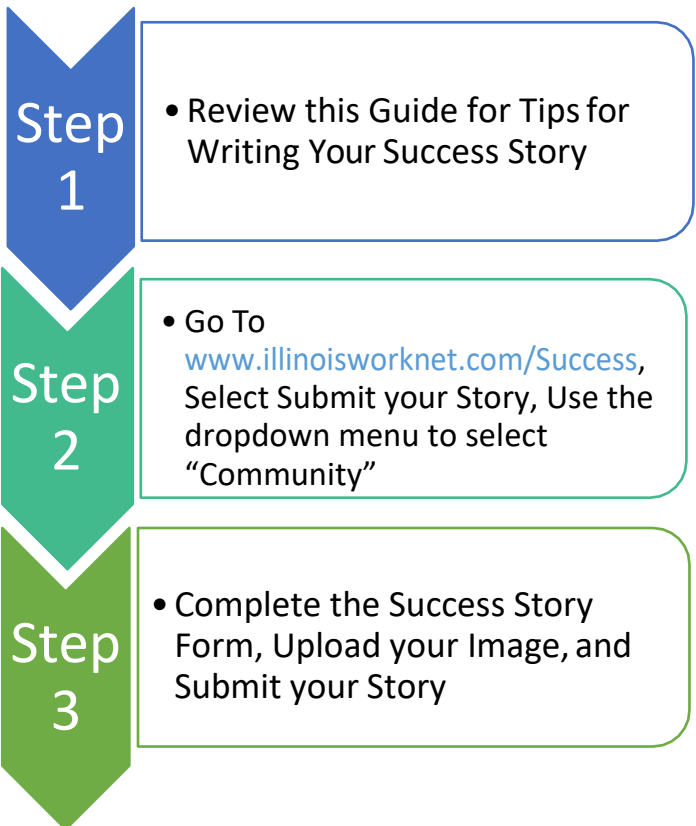 Step
1
• Review this Guide for Tips for
Writing Your Success Story
Step
2
• Go To
www.illinoisworknet.com/Success,
Select Submit your Story, Use the
dropdown menu to select
“Community”
Step
3
• Complete the Success Story
Form, Upload your Image, and
Submit your Story